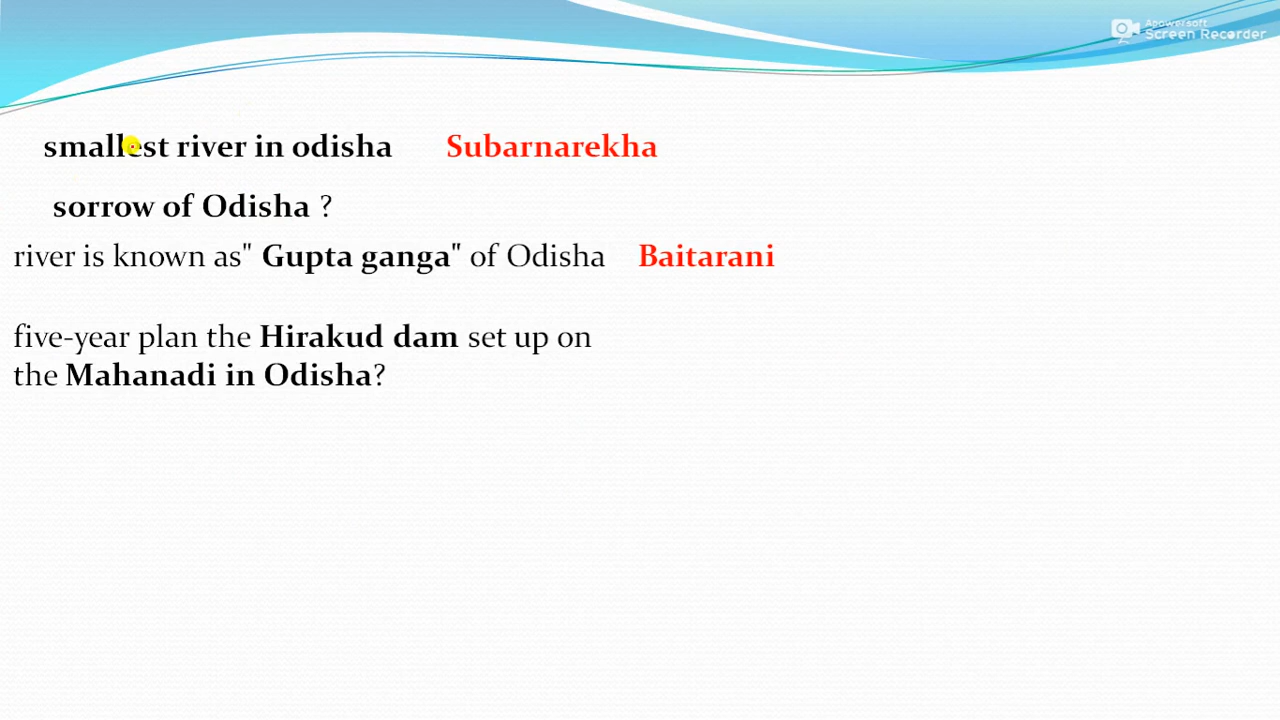 Apowersoft
Screen Recorder
smallest river in odisha Subarnarekha
sorrow of Odisha ?
river is known as" Gupta ganga" of Odisha Baitarani
five-year plan the Hirakud dam set up on
the Mahanadi in Odisha?